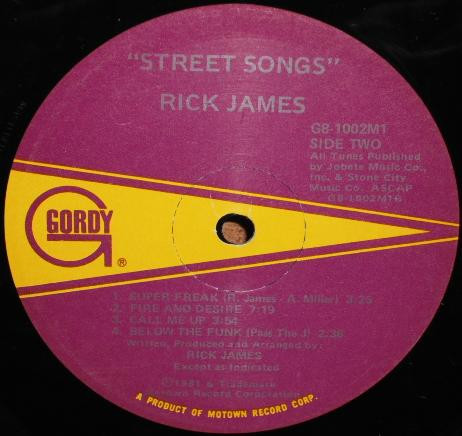 "STREET SONGS"
RICK JAMES
G8-1002M1
SIDE TWO
All Tunes Published
by Jobete Music Co.,
Inc. & Stone City
Music Co. ASCAP
G8-1002M1B
GORDY
®
1. SUPER FREAK (R. James - A. Miller) 3:25
2. FIRE AND DESIRE 7:19
3. CALL ME UP 3:54
4. BELOW THE FUNK (Pass The J) 2:36
Written, Produced and Arranged by:
RICK JAMES
Except as Indicated
©1981 & Trademark
Record Corporation
A PRODUCT OF MOTOWN RECORD CORP.